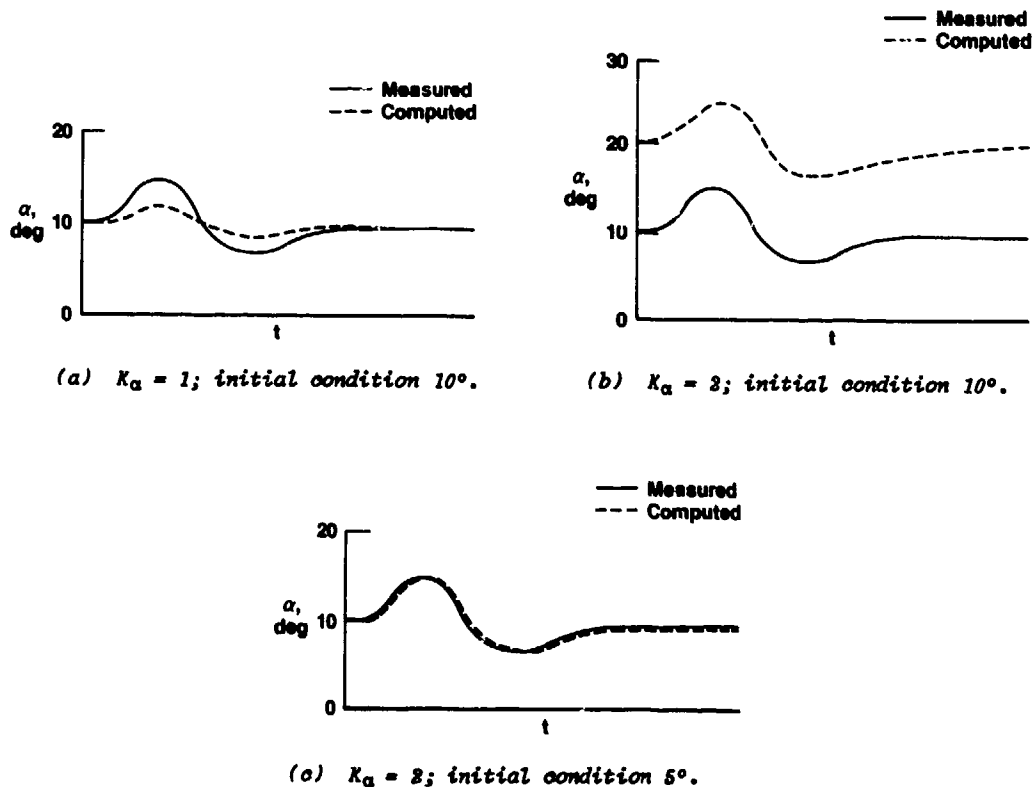 Measured
Computed
20
α,
deg
10
0
t
(a) Kα = 1; initial condition 10°.
Measured
Computed
30
20
α,
deg
10
0
t
(b) Kα = 2; initial condition 10°.
Measured
Computed
20
α,
deg
10
0
t
(c) Kα = 2; initial condition 5°.